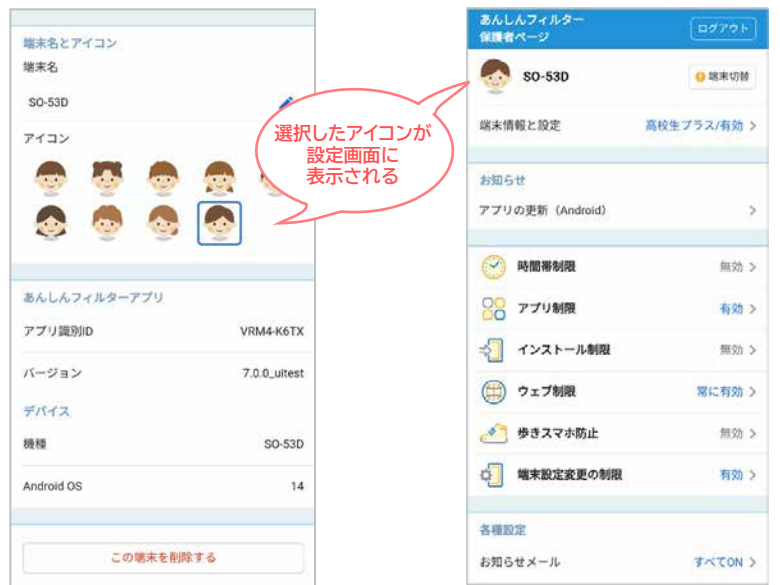 端末名とアイコン
端末名
SO-53D
アイコン
あんしんフィルターアプリ
アプリ識別ID VRM4-K6TX
バージョン 7.0.0_uitest
デバイス
機種 SO-53D
Android OS 14
この端末を削除する
選択したアイコンが
設定画面に
表示される
あんしんフィルター
保護者ページ
ログアウト
SO-53D
端末切替
端末情報と設定 高校生プラス/有効 >
お知らせ
アプリの更新（Android） >
時間帯制限 無効 >
アプリ制限 有効 >
インストール制限 無効 >
ウェブ制限 常に有効 >
歩きスマホ防止 無効 >
端末設定変更の制限 有効 >
各種設定
お知らせメール すべてON >